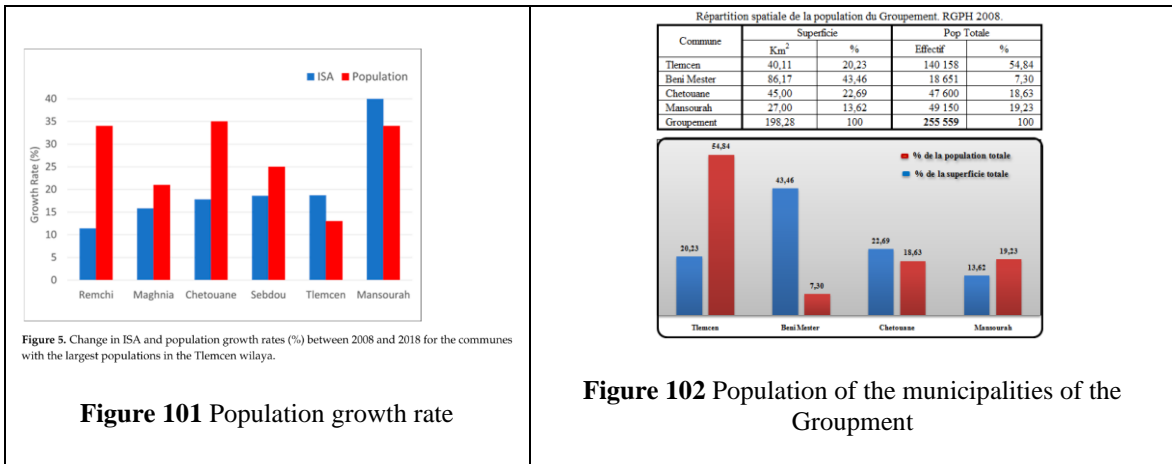 ISA Population
Growth Rate (%)
40
35
30
25
20
15
10
5
0
Remchi Maghnia Chetouane Sebdou Tlemcen Mansourah
Figure 5. Change in ISA and population growth rates (%) between 2008 and 2018 for the communes
with the largest populations in the Tlemcen wilaya.
Figure 101 Population growth rate
Répartition spatiale de la population du Groupement. RGPH 2008.
Commune Superficie Pop Totale
Km² % Effectif %
Tlemcen 40,11 20,23 140 158 54,84
Beni Mester 86,17 43,46 18 651 7,30
Chetouane 45,00 22,69 47 600 18,63
Mansourah 27,00 13,62 49 150 19,23
Groupement 198,28 100 255 559 100
% de la population totale
% de la superficie totale
20,23 54,84 43,46 7,30 22,69 18,63 13,62 19,23
Tlemcen Beni Mester Chetouane Mansourah
Figure 102 Population of the municipalities of the
Groupment